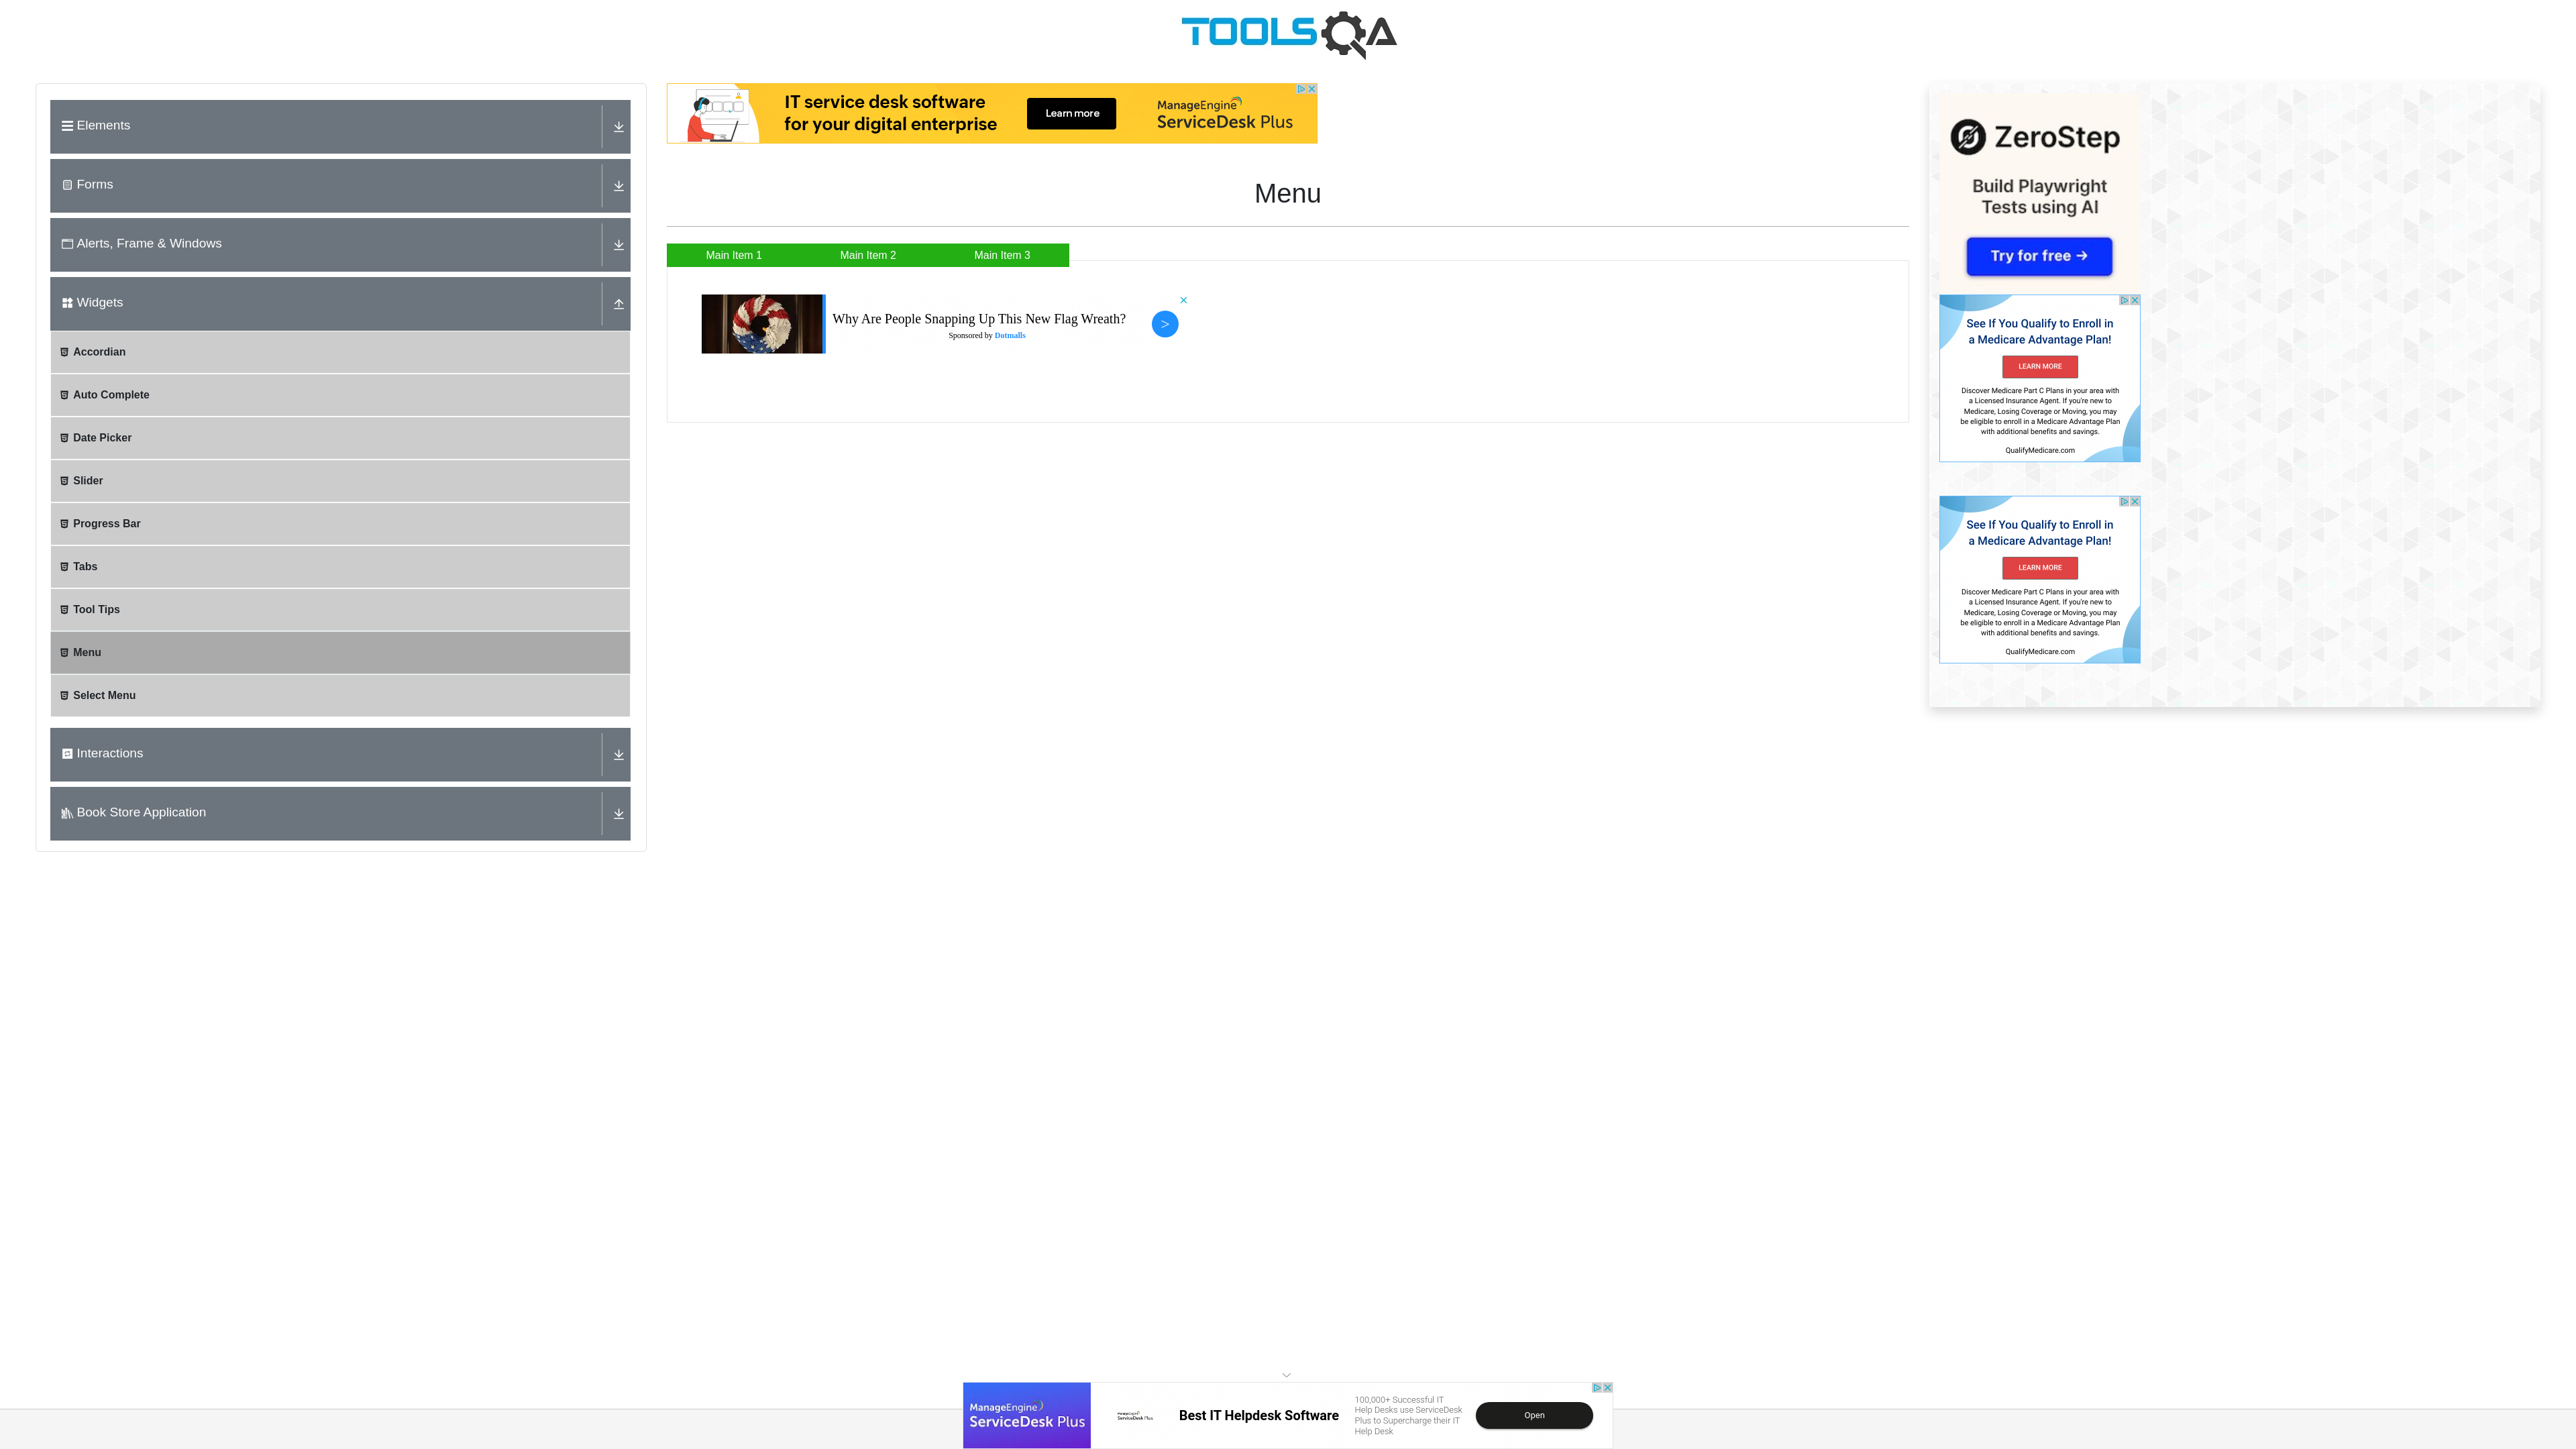 TOOLSQA
Elements
Forms
Alerts, Frame & Windows
Widgets
Accordian
Auto Complete
Date Picker
Slider
Progress Bar
Tabs
Tool Tips
Menu
Select Menu
Interactions
Book Store Application
IT service desk software
for your digital enterprise
Learn more
ManageEngine
ServiceDesk Plus
Menu
Main Item 1
Main Item 2
Main Item 3
Why Are People Snapping Up This New Flag Wreath?
Sponsored by Dotmalls
>
ZeroStep
Build Playwright
Tests using AI
Try for free →
See If You Qualify to Enroll in
a Medicare Advantage Plan!
LEARN MORE
Discover Medicare Part C Plans in your area with
a Licensed Insurance Agent. If you're new to
Medicare, Losing Coverage or Moving, you may
be eligible to enroll in a Medicare Advantage Plan
with additional benefits and savings.
QualifyMedicare.com
See If You Qualify to Enroll in
a Medicare Advantage Plan!
LEARN MORE
Discover Medicare Part C Plans in your area with
a Licensed Insurance Agent. If you're new to
Medicare, Losing Coverage or Moving, you may
be eligible to enroll in a Medicare Advantage Plan
with additional benefits and savings.
QualifyMedicare.com
ManageEngine
ServiceDesk Plus
ManageEngine
ServiceDesk Plus
Best IT Helpdesk Software
100,000+ Successful IT
Help Desks use ServiceDesk
Plus to Supercharge their IT
Help Desk
Open